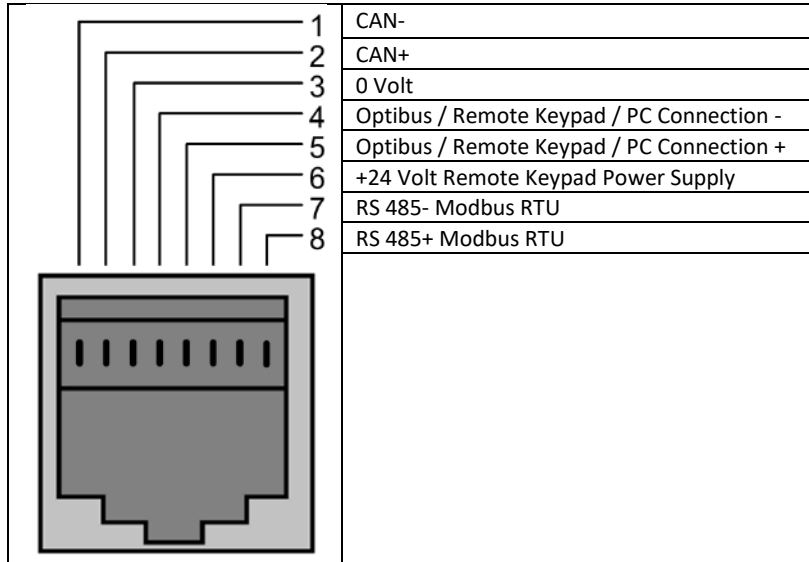 1 CAN-
2 CAN+
3 0 Volt
4 Optibus / Remote Keypad / PC Connection -
5 Optibus / Remote Keypad / PC Connection +
6 +24 Volt Remote Keypad Power Supply
7 RS 485- Modbus RTU
8 RS 485+ Modbus RTU